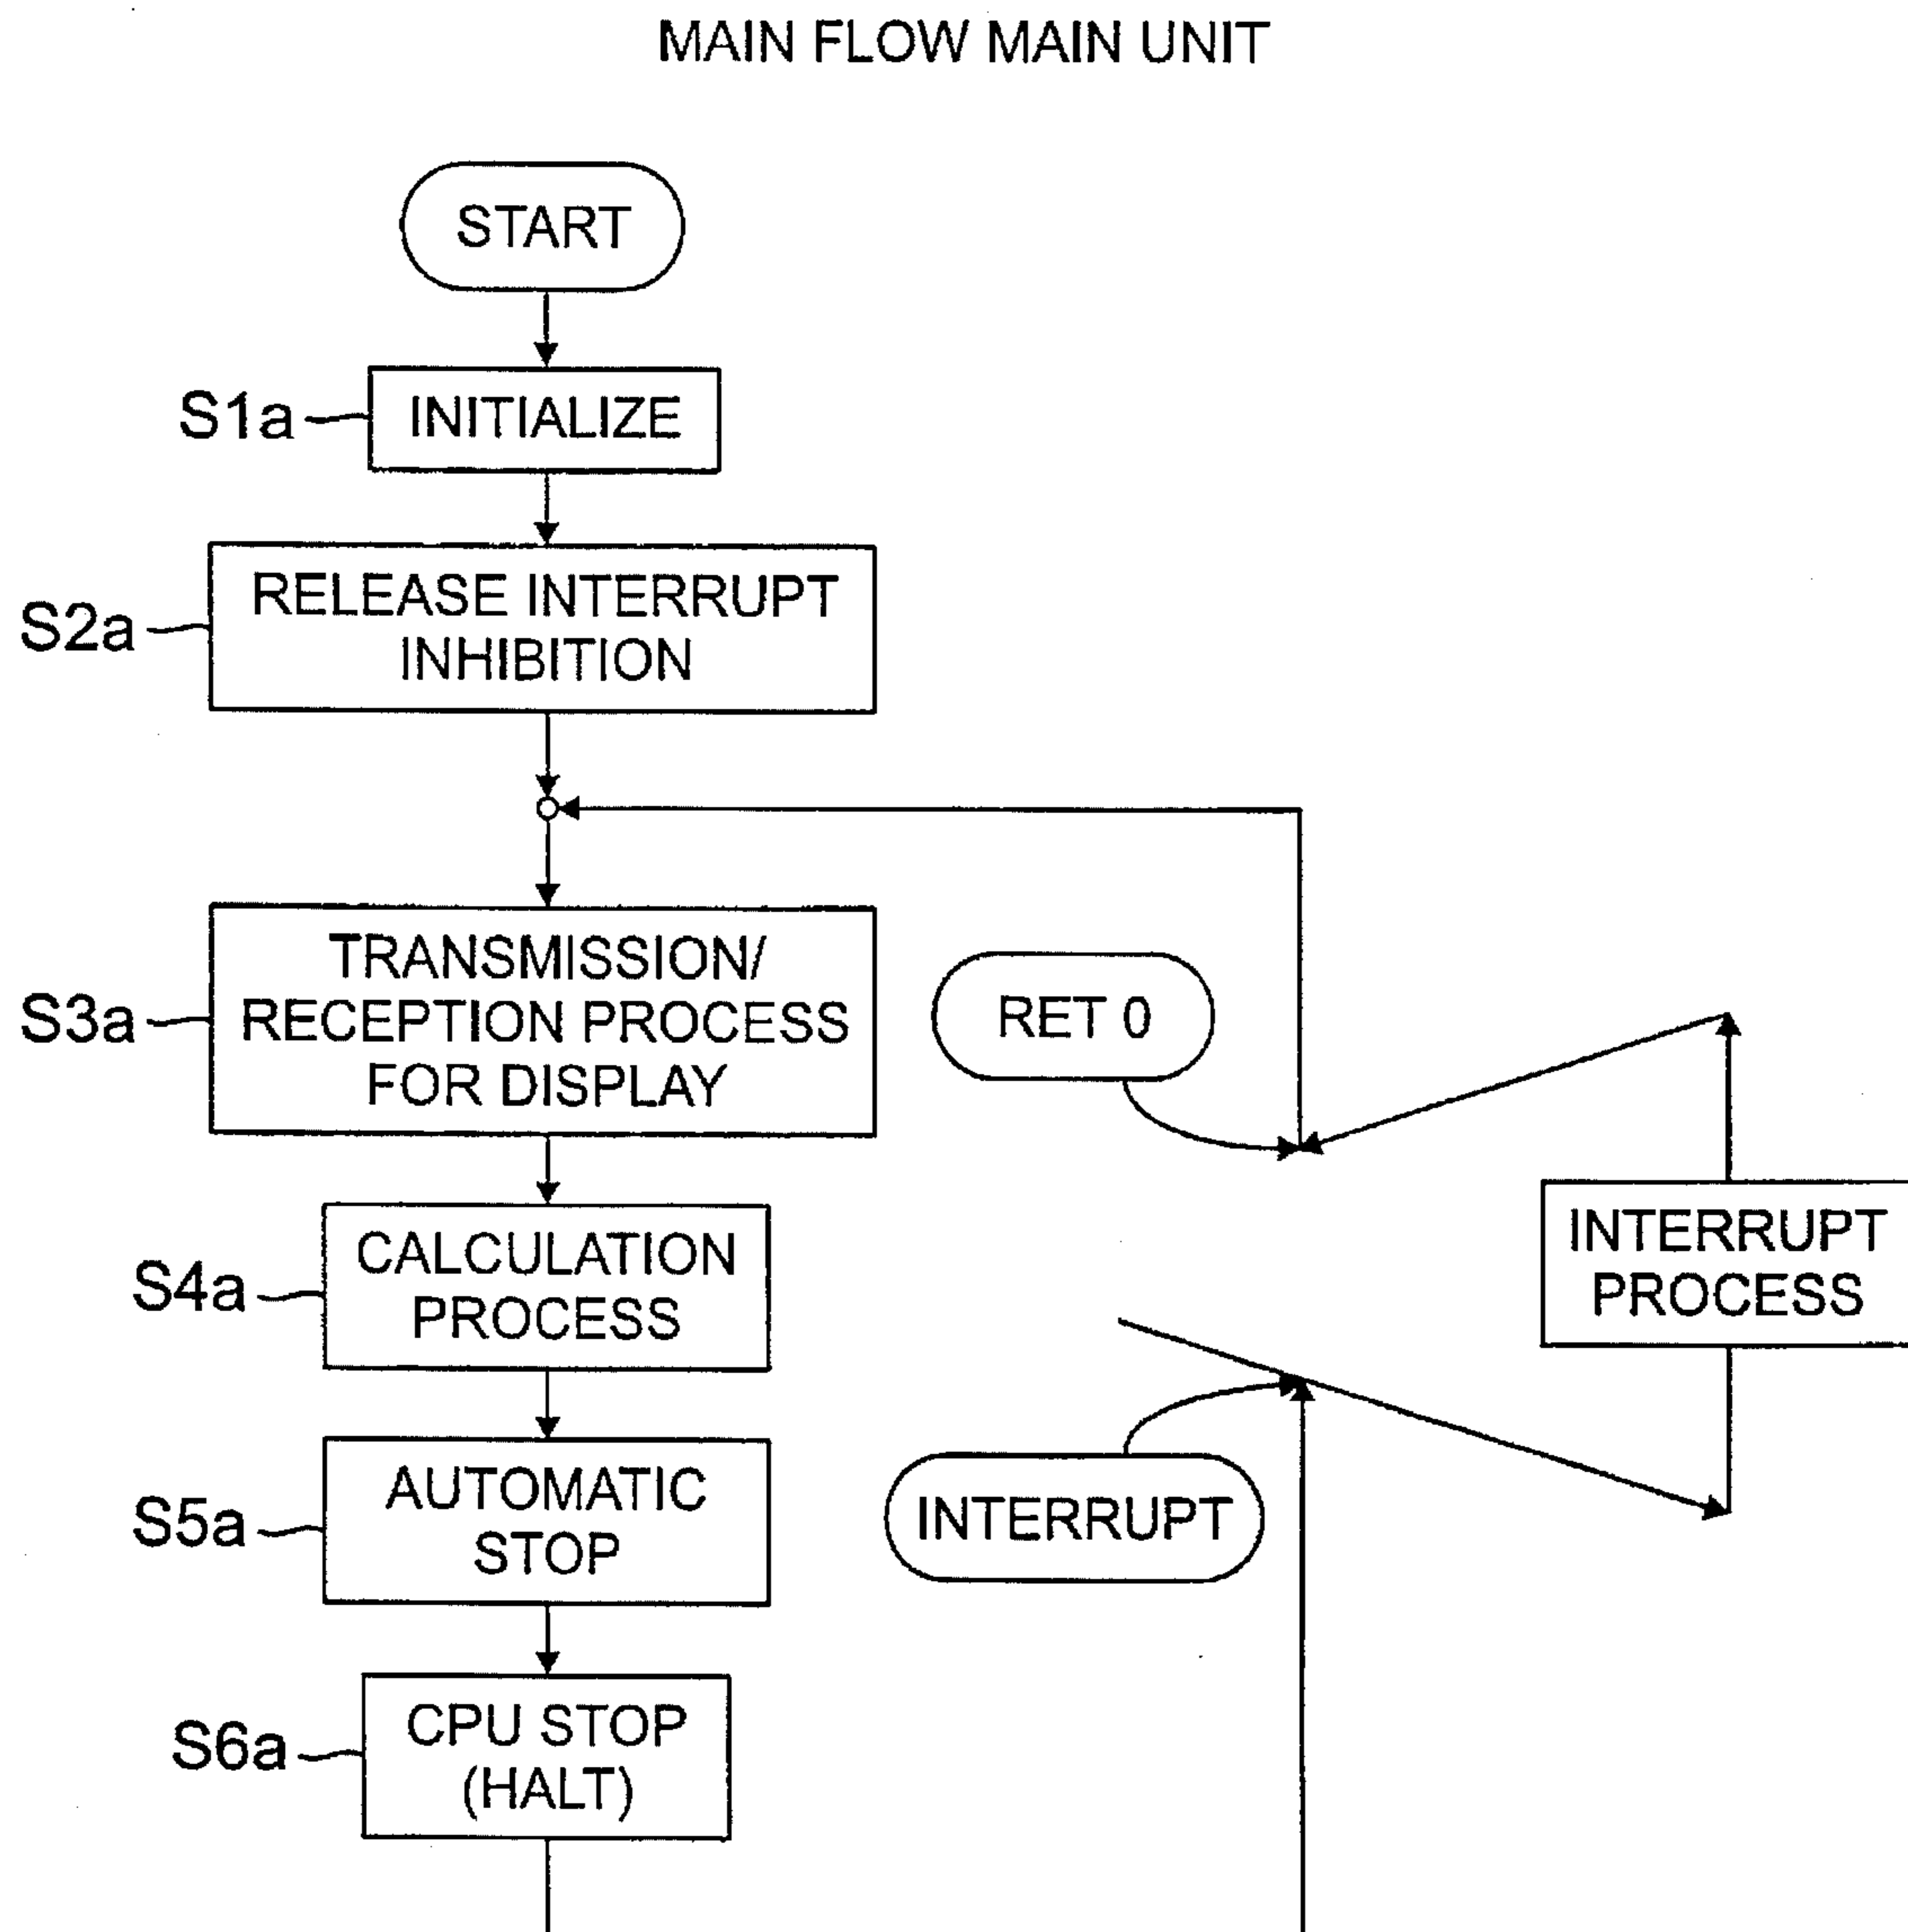 MAIN FLOW MAIN UNIT
START
S1a
INITIALIZE
S2a
RELEASE INTERRUPT
INHIBITION
S3a
TRANSMISSION/
RECEPTION PROCESS
FOR DISPLAY
RET 0
S4a
CALCULATION
PROCESS
INTERRUPT
PROCESS
S5a
AUTOMATIC
STOP
INTERRUPT
S6a
CPU STOP
(HALT)